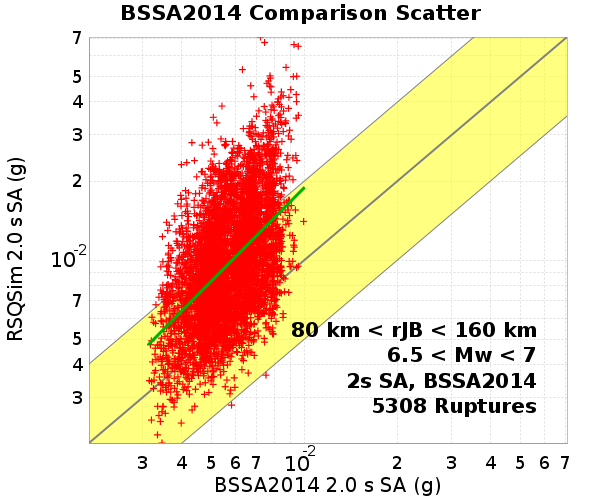 BSSA2014 Comparison Scatter
7
5
4
3
2
10^-2
7
5
4
3
RSQSim 2.0 s SA (g)
80 km < rJB < 160 km
6.5 < Mw < 7
2s SA, BSSA2014
5308 Ruptures
3 4 5 6 7 10^-2 2 3 4 5 6 7
BSSA2014 2.0 s SA (g)